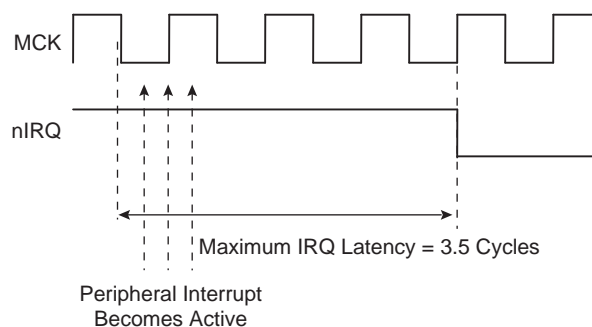 MCK
nIRQ
Maximum IRQ Latency = 3.5 Cycles
Peripheral Interrupt
Becomes Active